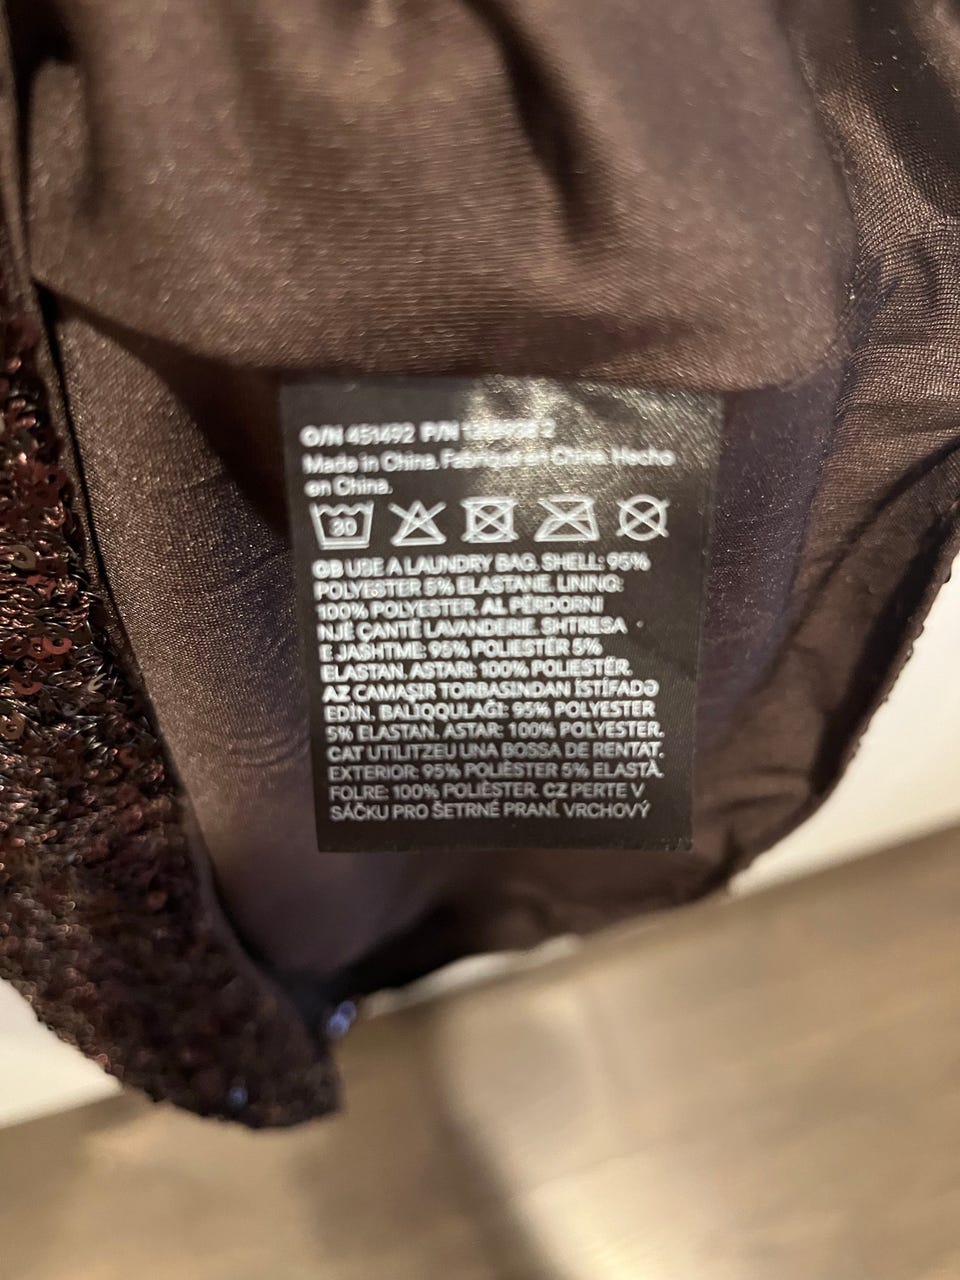 O/N 451492 P/N
Made in China. Fabriqué en Chine. Hecho
en China.
30
GB USE A LAUNDRY BAG. SHELL: 95%
POLYESTER 5% ELASTANE. LINING:
100% POLYESTER. AL PËRDORNI
NJË ÇANTË LAVANDERIE. SHTRESA
E JASHTME: 95% POLIESTËR 5%
ELASTAN. ASTARI: 100% POLIESTËR.
AZ CAMAŞIR TORBASINDAN İSTİFADƏ
EDİN. BALIQQULAĞI: 95% POLYESTER
5% ELASTAN. ASTAR: 100% POLYESTER.
CAT UTILITZEU UNA BOSSA DE RENTAT.
EXTERIOR: 95% POLIÈSTER 5% ELASTÀ.
FOLRE: 100% POLIÈSTER. CZ PERTE V
SÁČKU PRO ŠETRNÉ PRANÍ. VRCHOVÝ